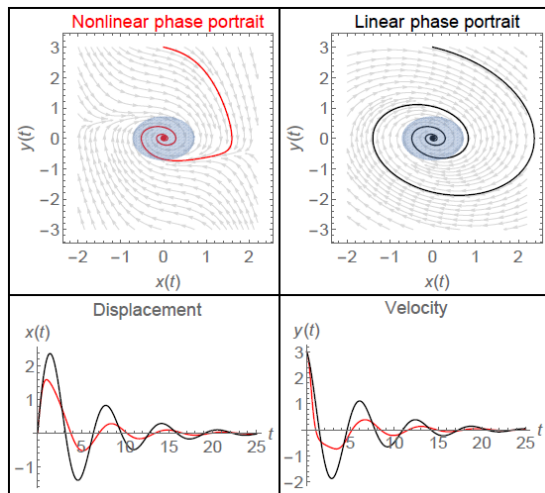 Nonlinear phase portrait
Linear phase portrait
3
2
1
0
−1
−2
−3
y(t)
−2 −1 0 1 2
x(t)
3
2
1
0
−1
−2
−3
y(t)
−2 −1 0 1 2
x(t)
Displacement
x(t)
2
1
−1
5 10 15 20 25 t
Velocity
y(t)
3
2
1
−1
−2
5 10 15 20 25 t